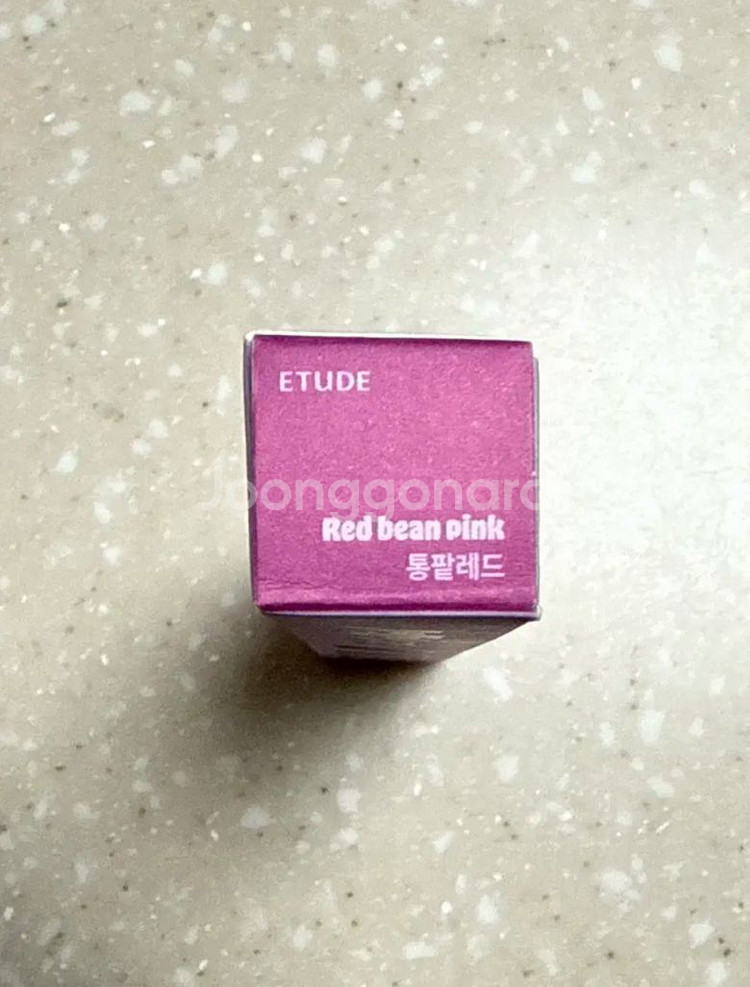 ETUDE
Joonggonara
Red bean pink
통팥레드